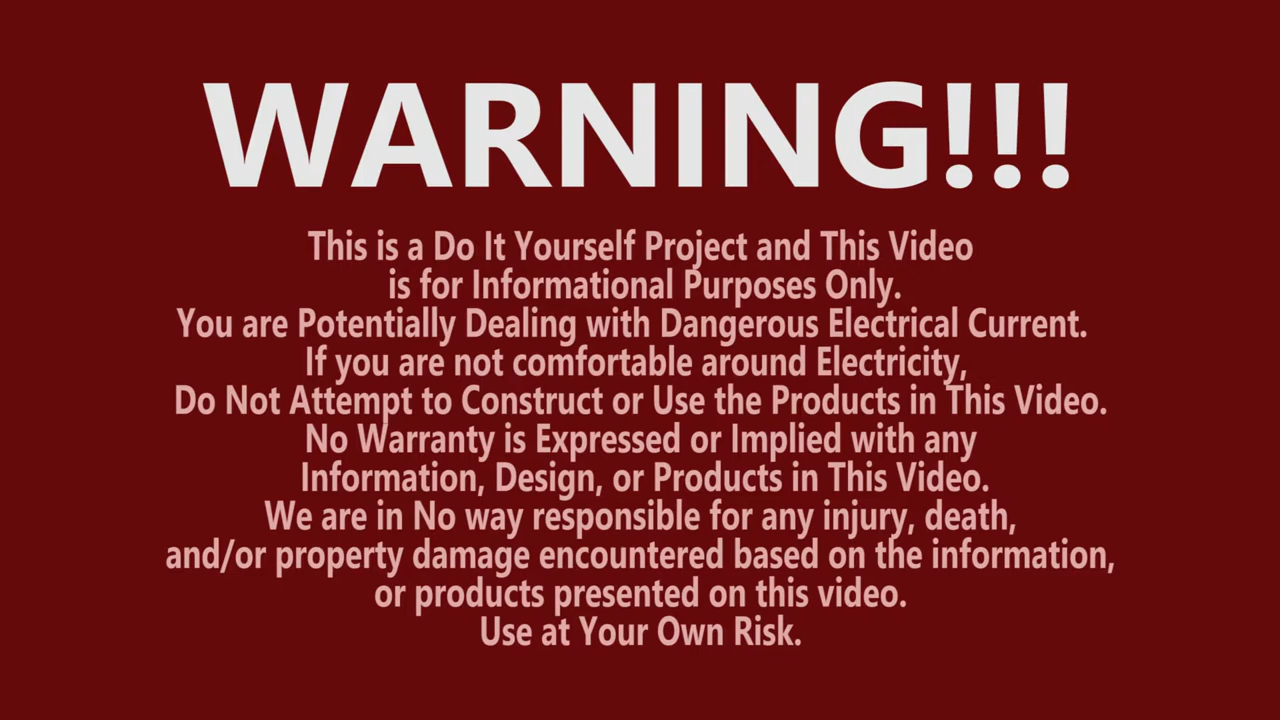 WARNING!!!
This is a Do It Yourself Project and This Video
is for Informational Purposes Only.
You are Potentially Dealing with Dangerous Electrical Current.
If you are not comfortable around Electricity,
Do Not Attempt to Construct or Use the Products in This Video.
No Warranty is Expressed or Implied with any
Information, Design, or Products in This Video.
We are in No way responsible for any injury, death,
and/or property damage encountered based on the information,
or products presented on this video.
Use at Your Own Risk.